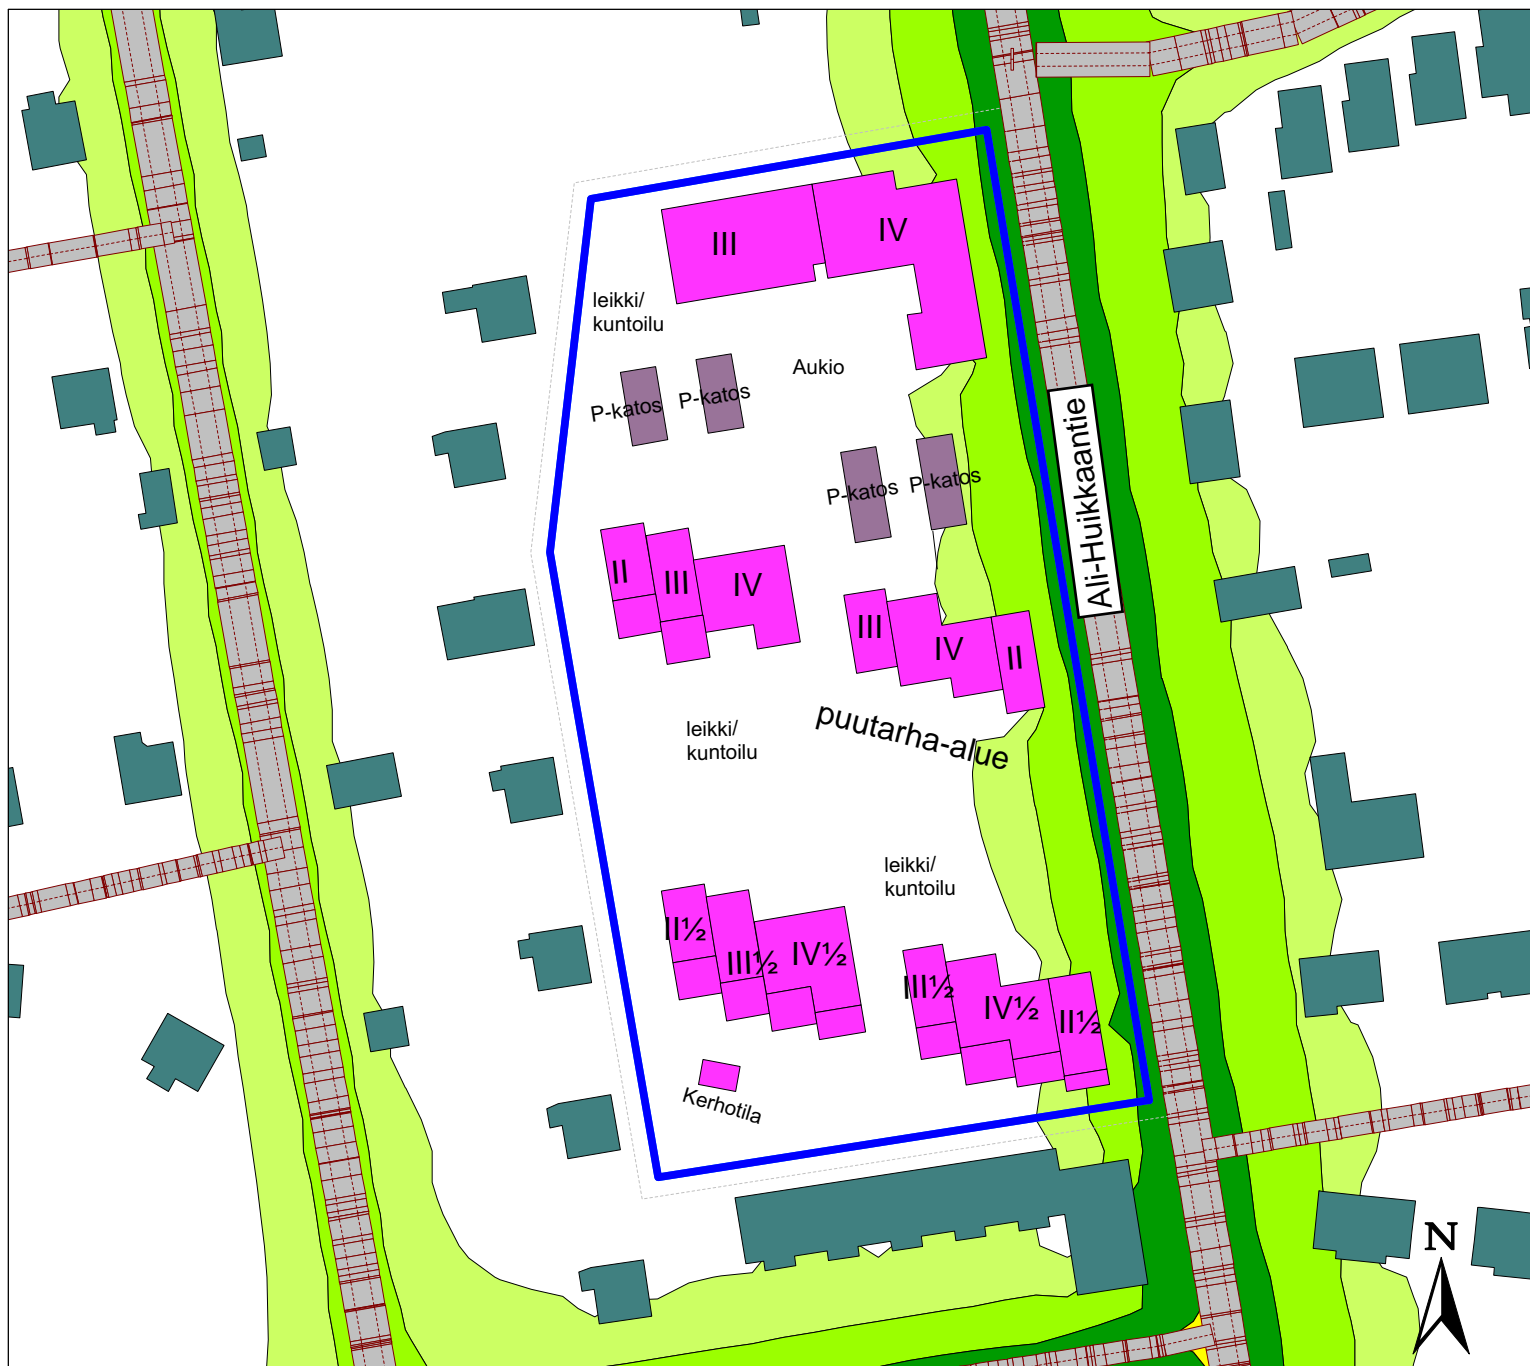 III
IV
leikki/
kuntoilu
Aukio
P-katos
P-katos
P-katos
P-katos
Ali-Huikkaantie
II
III
IV
III
IV
II
puutarha-alue
leikki/
kuntoilu
leikki/
kuntoilu
II½
III½
IV½
III½
IV½
II½
Kerhotila
N